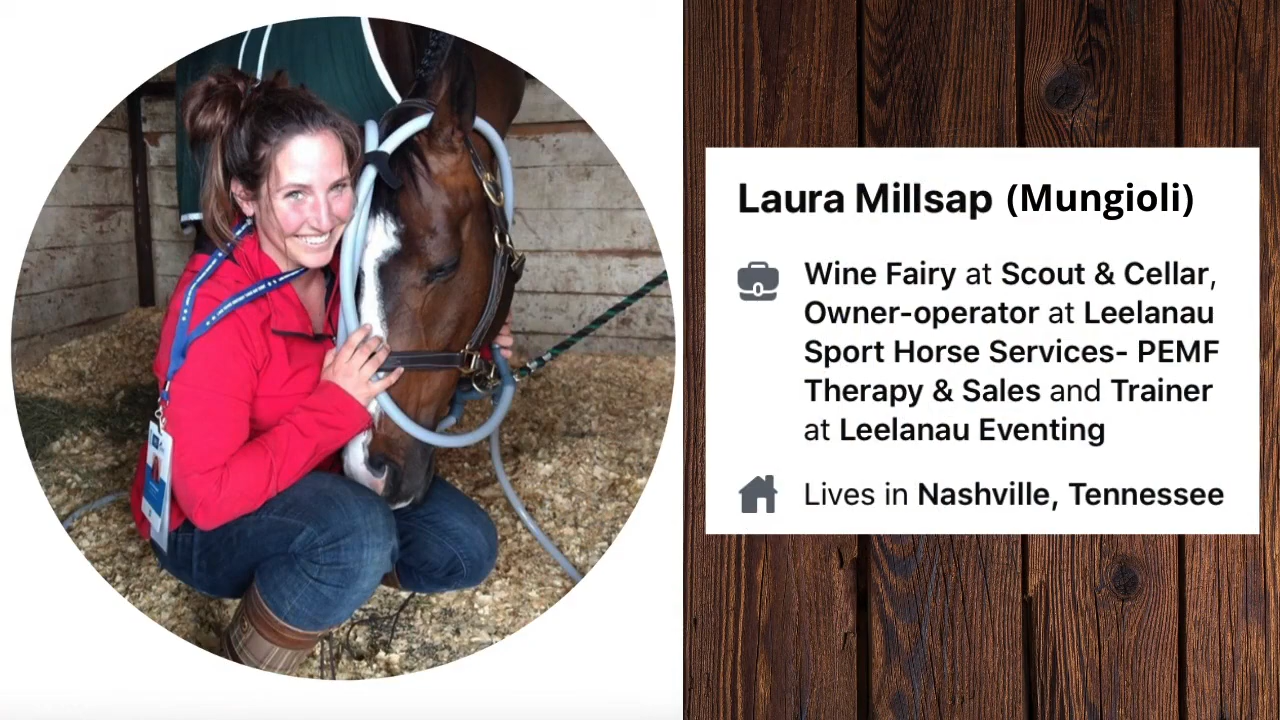 Laura Millsap (Mungioli)
Wine Fairy at Scout & Cellar,
Owner-operator at Leelanau
Sport Horse Services- PEMF
Therapy & Sales and Trainer
at Leelanau Eventing
Lives in Nashville, Tennessee